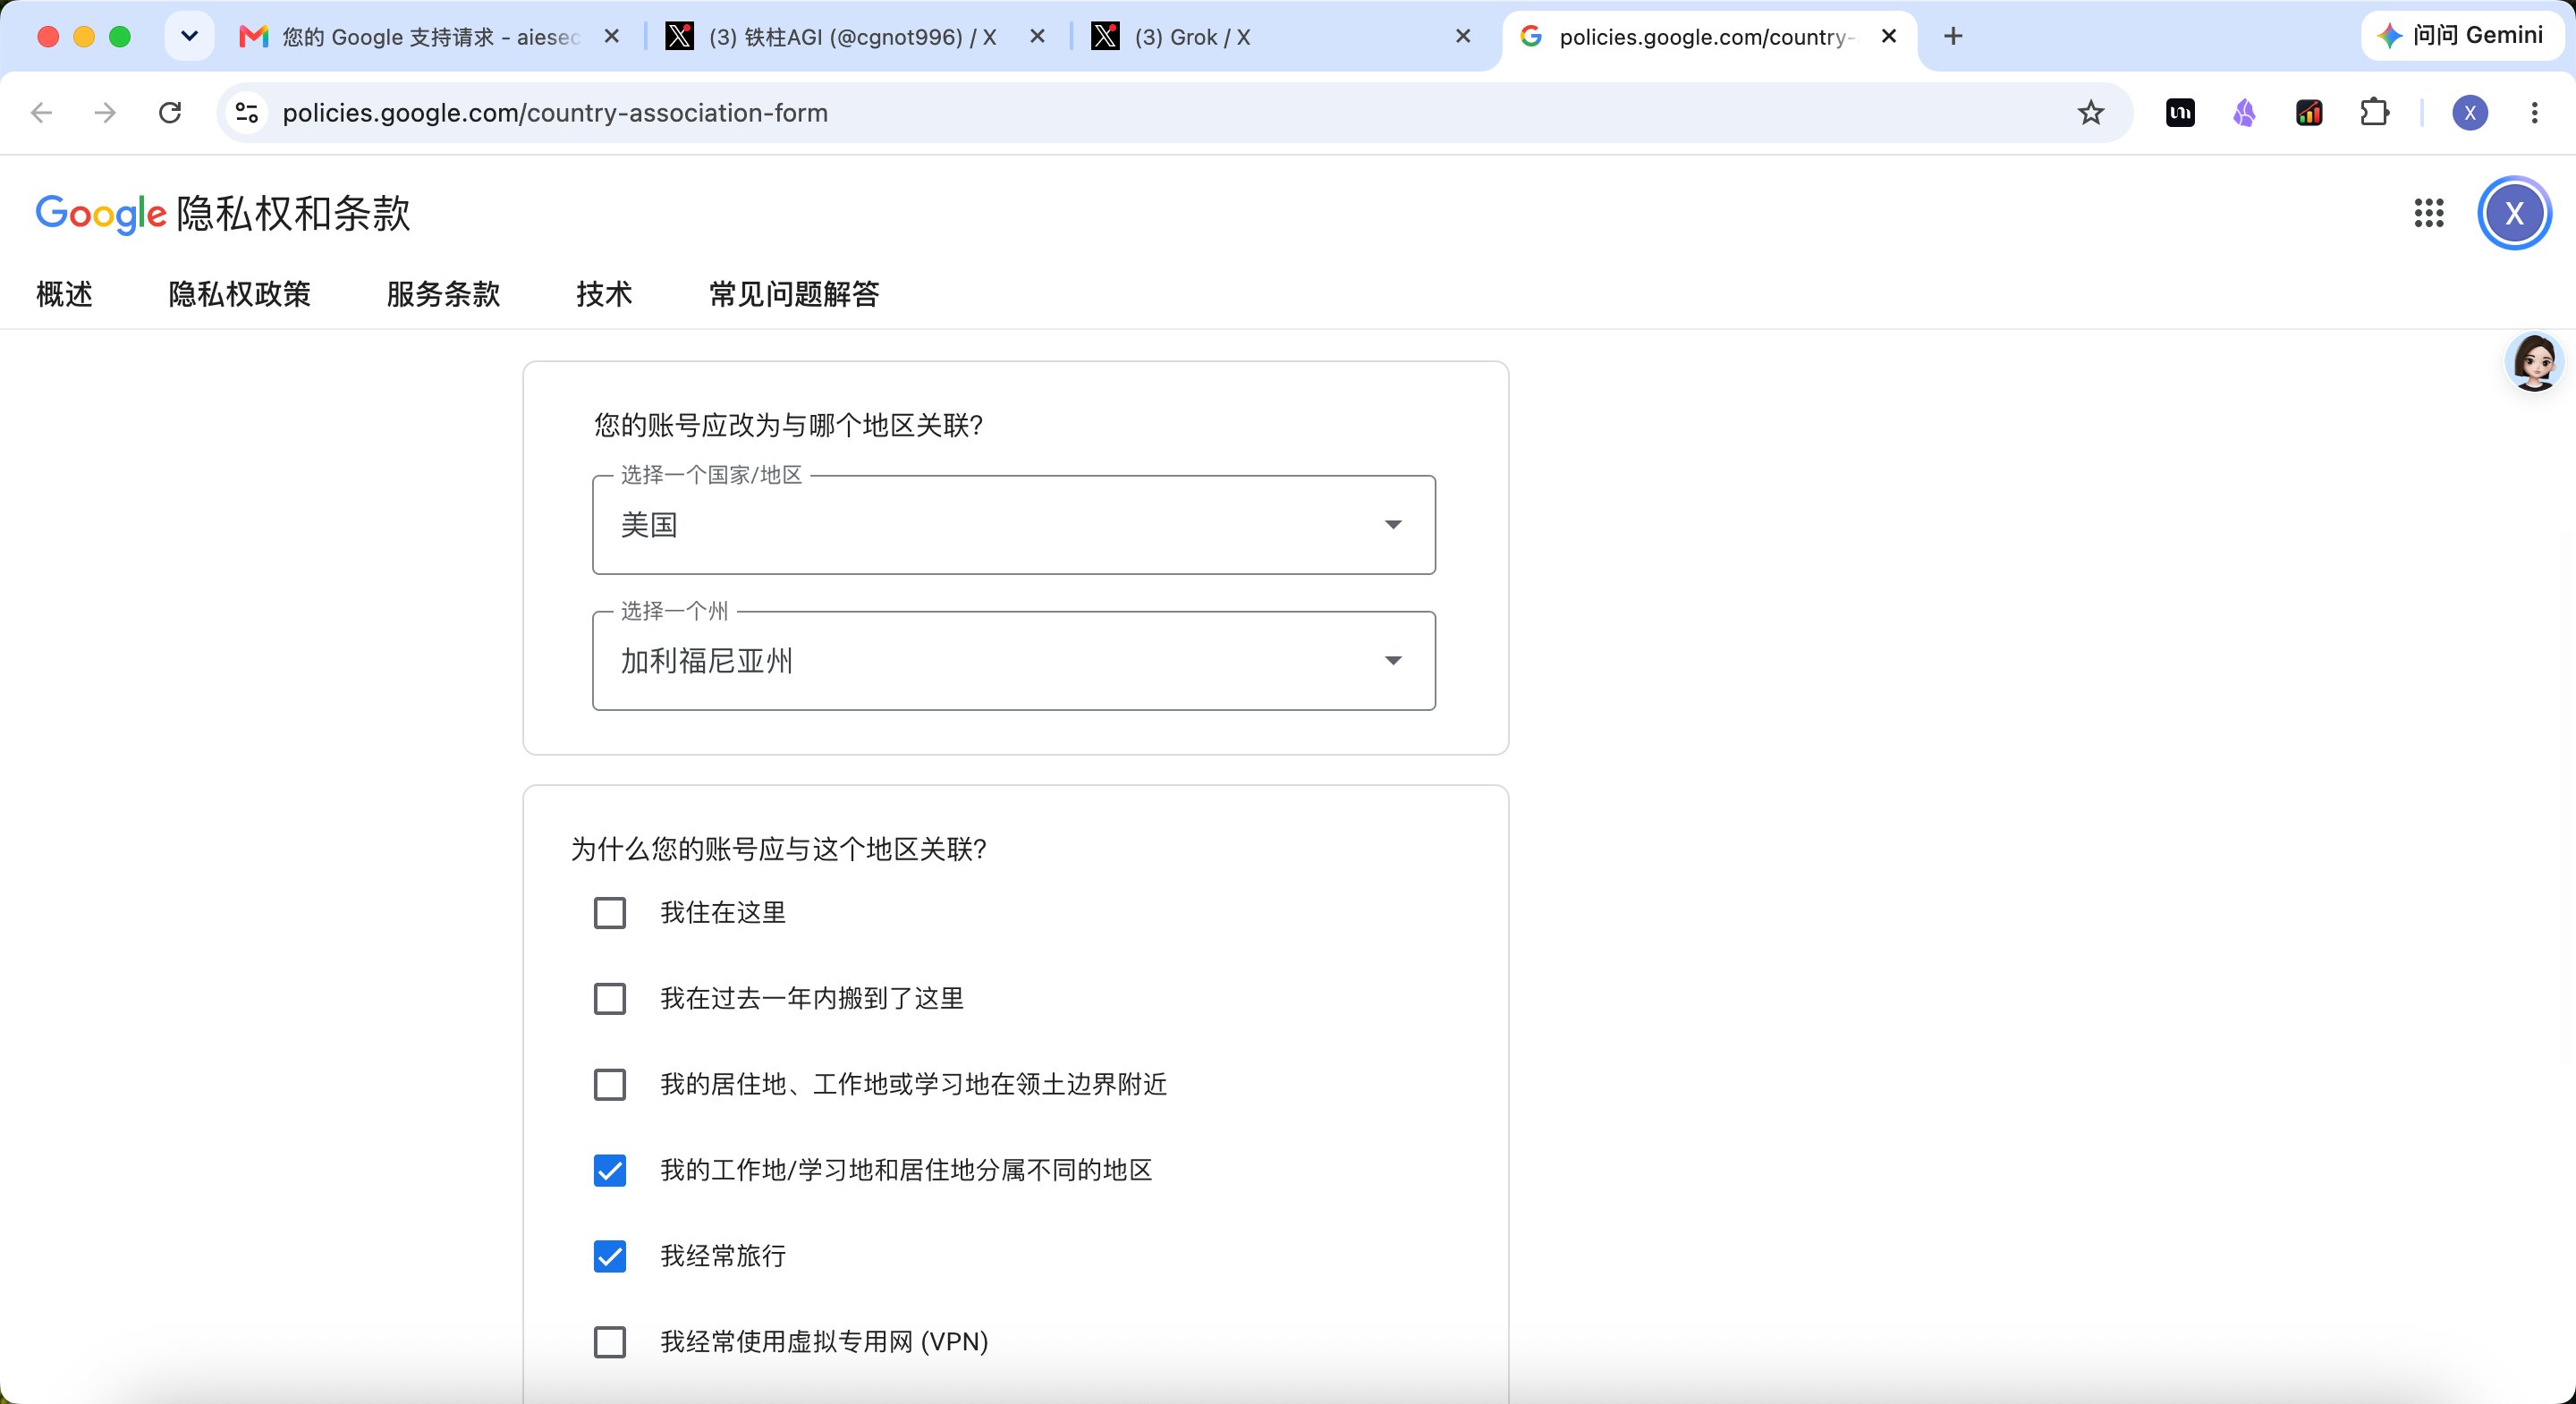 您的 Google 支持请求 - aiesec
(3) 铁柱AGI (@cgnot996) / X
(3) Grok / X
policies.google.com/country-
问问 Gemini
policies.google.com/country-association-form
X
Google 隐私权和条款
X
概述
隐私权政策
服务条款
技术
常见问题解答
您的账号应改为与哪个地区关联?
选择一个国家/地区
美国
选择一个州
加利福尼亚州
为什么您的账号应与这个地区关联?
我住在这里
我在过去一年内搬到了这里
我的居住地、工作地或学习地在领土边界附近
我的工作地/学习地和居住地分属不同的地区
我经常旅行
我经常使用虚拟专用网 (VPN)